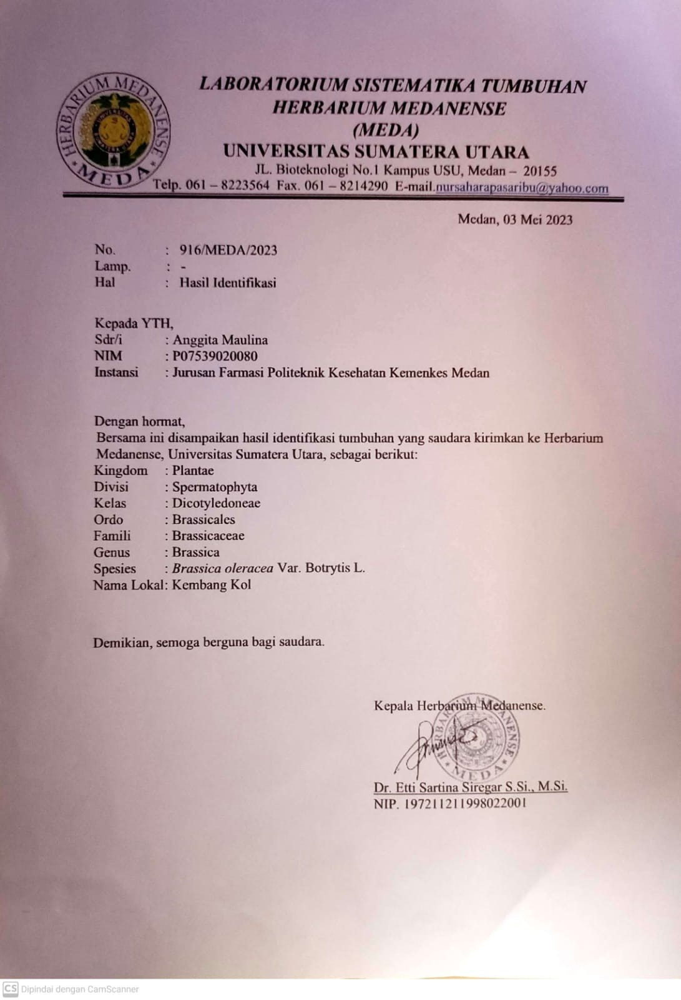 HERBARIUM MEDANENSE
* MEDA *
LABORATORIUM SISTEMATIKA TUMBUHAN
HERBARIUM MEDANENSE
(MEDA)
UNIVERSITAS SUMATERA UTARA
JL. Bioteknologi No.1 Kampus USU, Medan – 20155
Telp. 061 – 8223564 Fax. 061 – 8214290 E-mail.nursaharapasaribu@yahoo.com
Medan, 03 Mei 2023
No. : 916/MEDA/2023
Lamp. : -
Hal : Hasil Identifikasi
Kepada YTH,
Sdr/i : Anggita Maulina
NIM : P07539020080
Instansi : Jurusan Farmasi Politeknik Kesehatan Kemenkes Medan
Dengan hormat,
Bersama ini disampaikan hasil identifikasi tumbuhan yang saudara kirimkan ke Herbarium
Medanense, Universitas Sumatera Utara, sebagai berikut:
Kingdom : Plantae
Divisi : Spermatophyta
Kelas : Dicotyledoneae
Ordo : Brassicales
Famili : Brassicaceae
Genus : Brassica
Spesies : Brassica oleracea Var. Botrytis L.
Nama Lokal: Kembang Kol
Demikian, semoga berguna bagi saudara.
Kepala Herbarium Medanense.
HERBARIUM MEDANENSE
* MEDA *
Dr. Etti Sartina Siregar S.Si., M.Si.
NIP. 197211211998022001
CS Dipindai dengan CamScanner